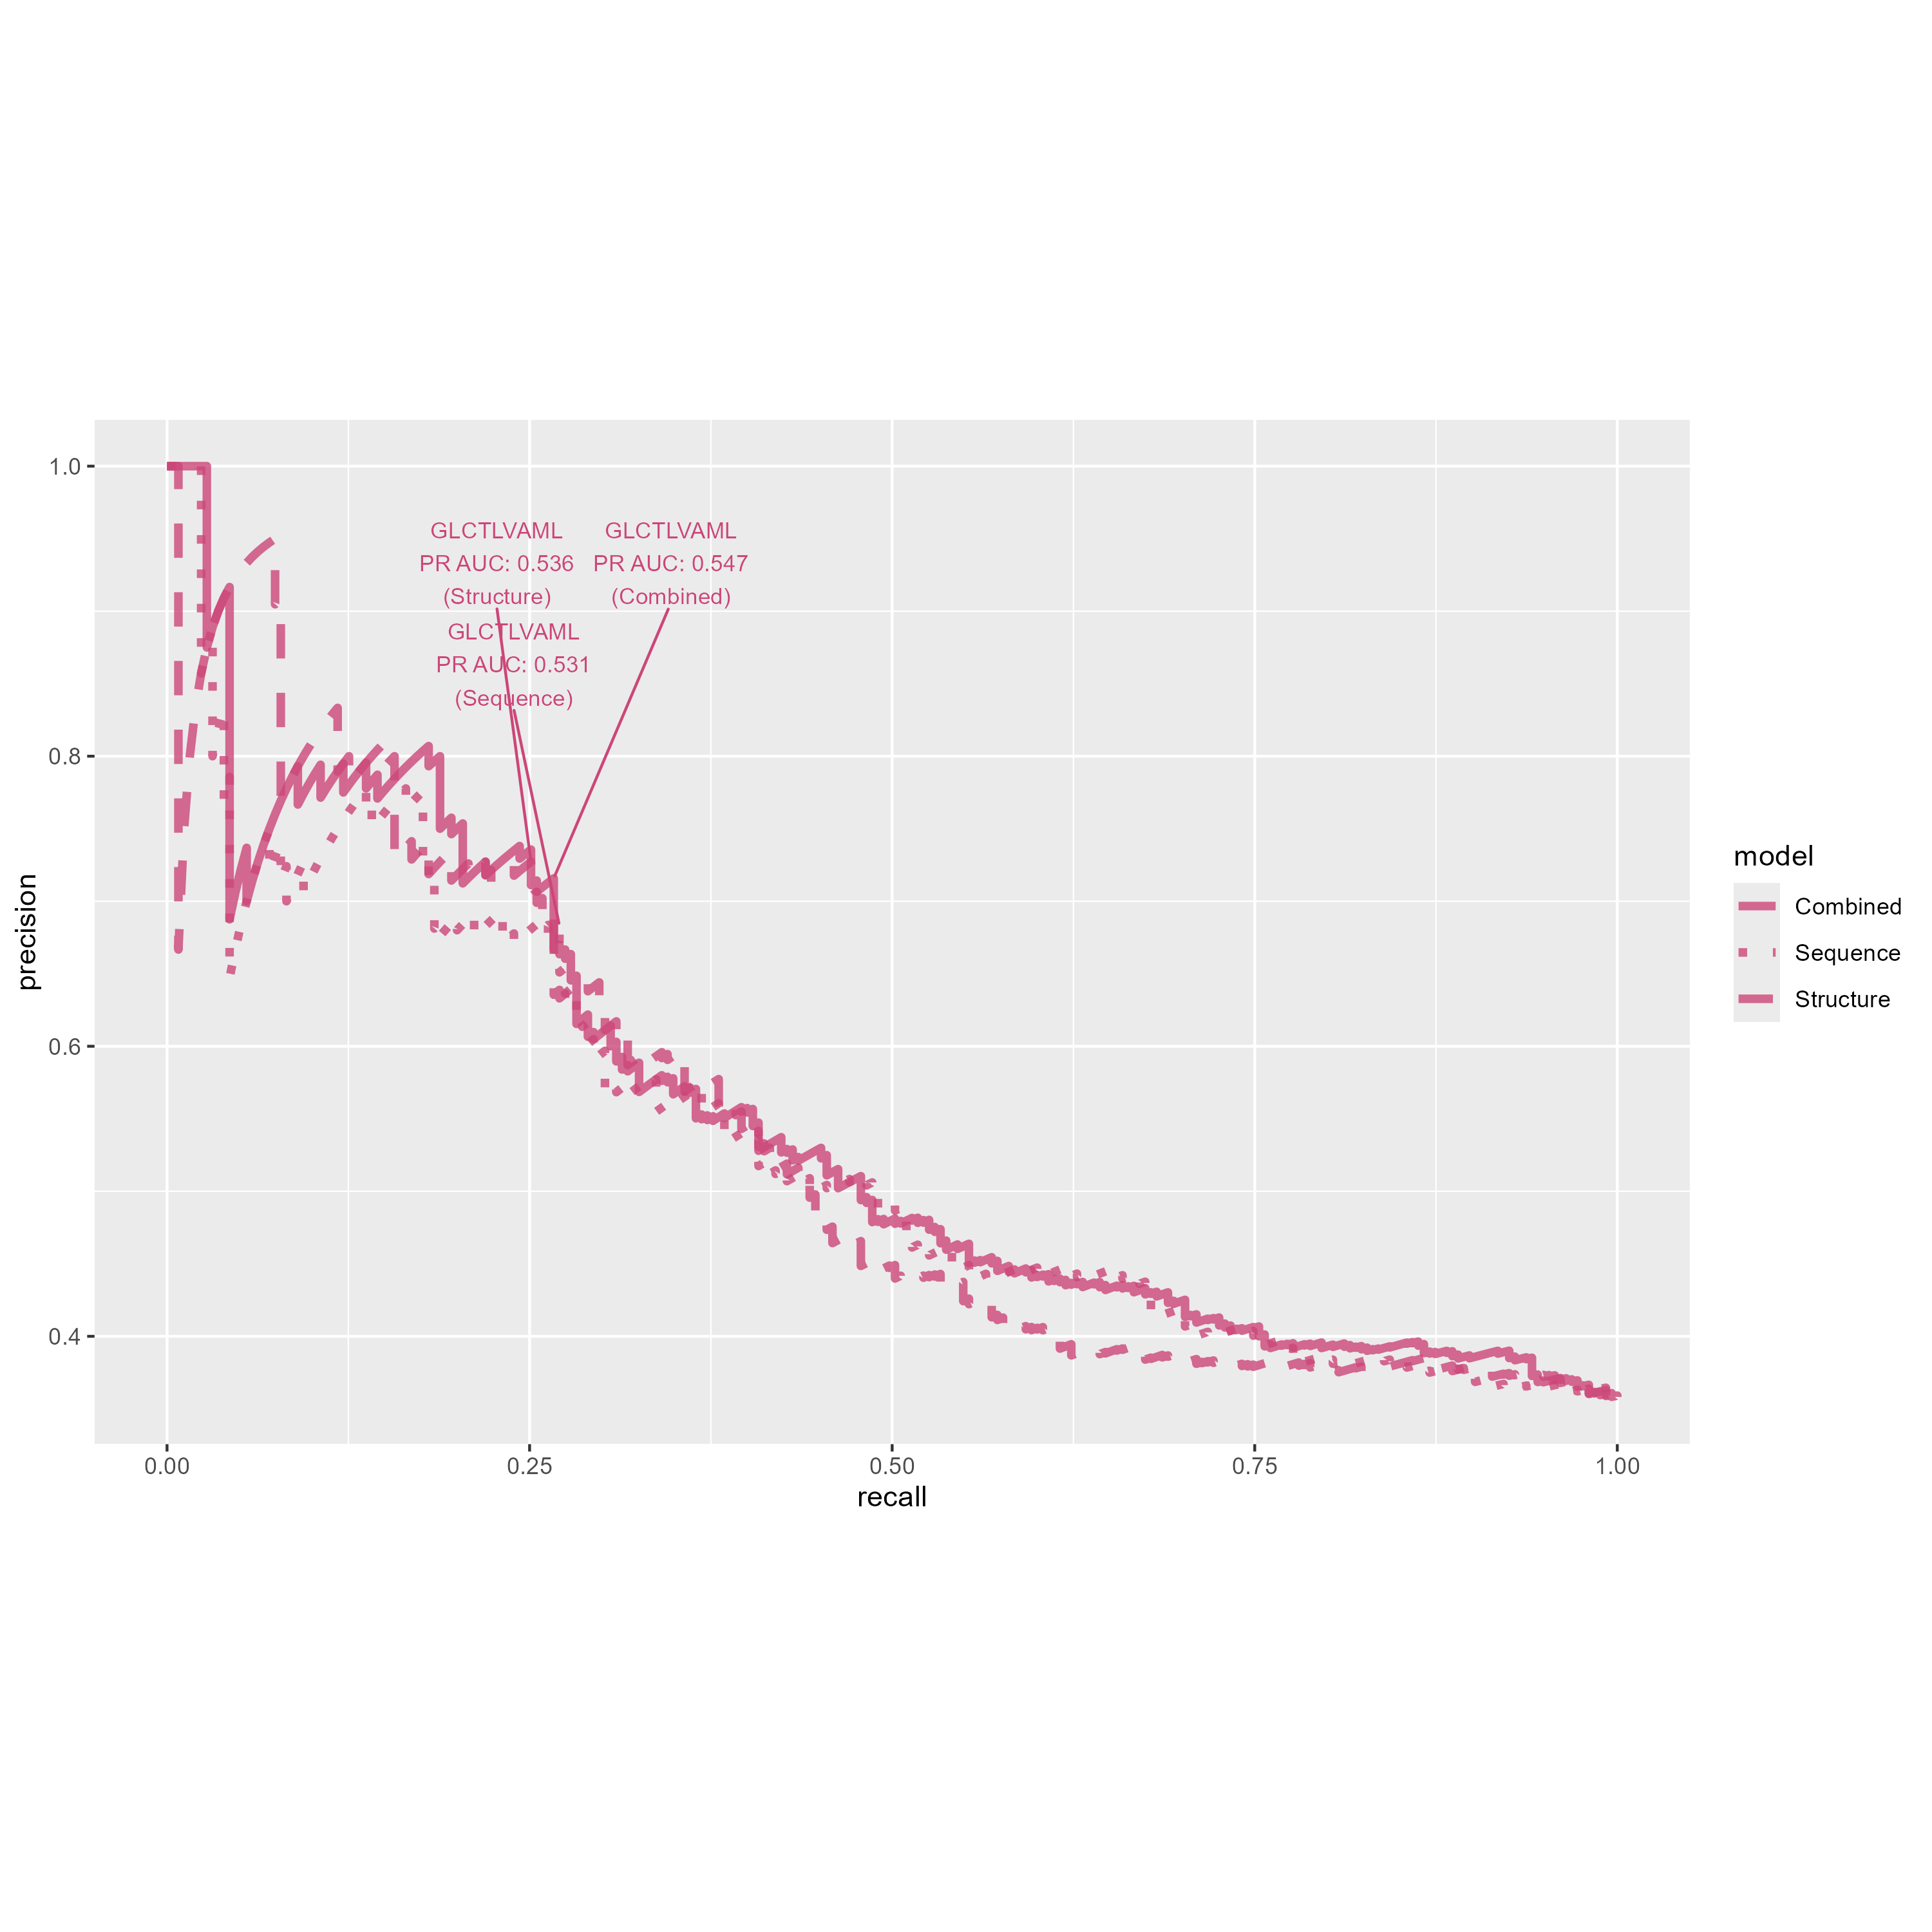 GLCTLVAML
PR AUC: 0.536
(Structure)
GLCTLVAML
PR AUC: 0.547
(Combined)
GLCTLVAML
PR AUC: 0.531
(Sequence)
1.0
0.8
0.6
0.4
precision
0.00
0.25
0.50
0.75
1.00
recall
model
Combined
Sequence
Structure